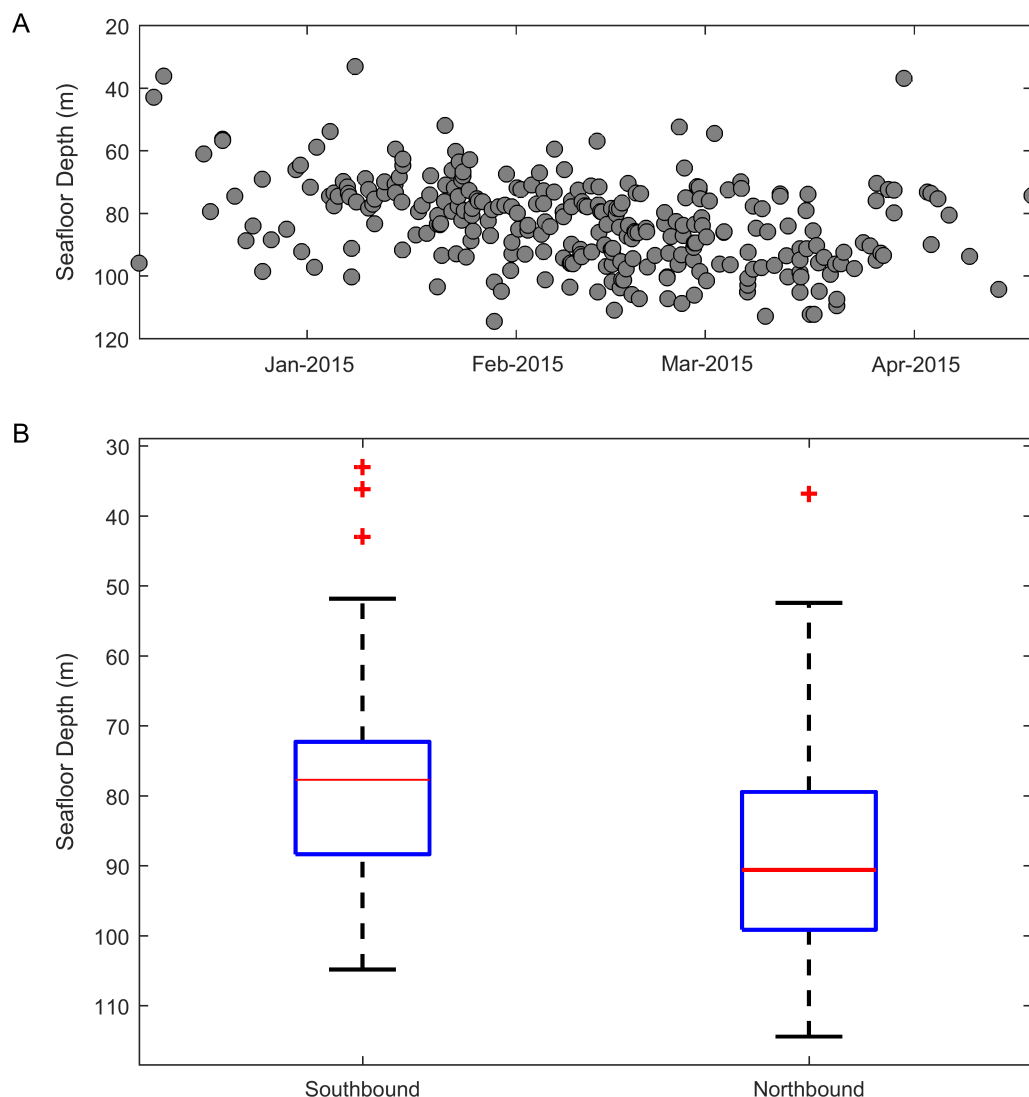 A
20
40
60
80
100
120
Seafloor Depth (m)
Jan-2015 Feb-2015 Mar-2015 Apr-2015
B
30
40
50
60
70
80
90
100
110
Seafloor Depth (m)
Southbound Northbound